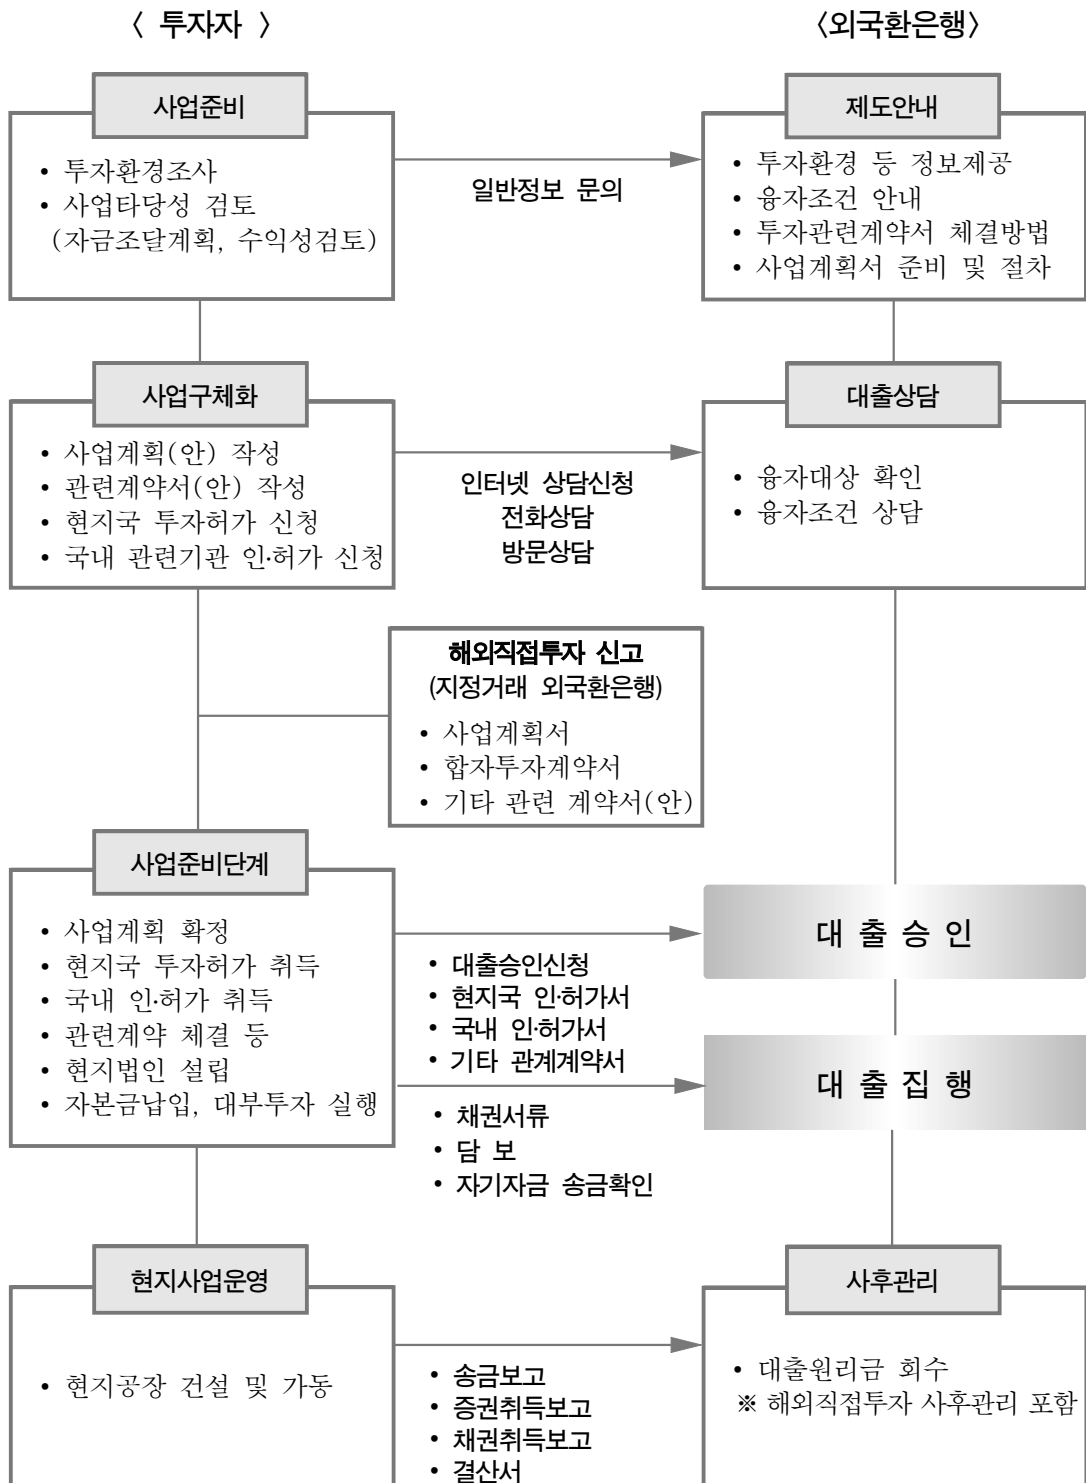 〈 투자자 〉
〈외국환은행〉
사업준비
• 투자환경조사
• 사업타당성 검토
(자금조달계획, 수익성검토)
일반정보 문의
제도안내
• 투자환경 등 정보제공
• 융자조건 안내
• 투자관련계약서 체결방법
• 사업계획서 준비 및 절차
사업구체화
• 사업계획(안) 작성
• 관련계약서(안) 작성
• 현지국 투자허가 신청
• 국내 관련기관 인·허가 신청
인터넷 상담신청
전화상담
방문상담
대출상담
• 융자대상 확인
• 융자조건 상담
해외직접투자 신고
(지정거래 외국환은행)
• 사업계획서
• 합자투자계약서
• 기타 관련 계약서(안)
사업준비단계
• 사업계획 확정
• 현지국 투자허가 취득
• 국내 인·허가 취득
• 관련계약 체결 등
• 현지법인 설립
• 자본금납입, 대부투자 실행
• 대출승인신청
• 현지국 인·허가서
• 국내 인·허가서
• 기타 관계계약서
대 출 승 인
• 채권서류
• 담 보
• 자기자금 송금확인
대 출 집 행
현지사업운영
• 현지공장 건설 및 가동
• 송금보고
• 증권취득보고
• 채권취득보고
• 결산서
사후관리
• 대출원리금 회수
※ 해외직접투자 사후관리 포함